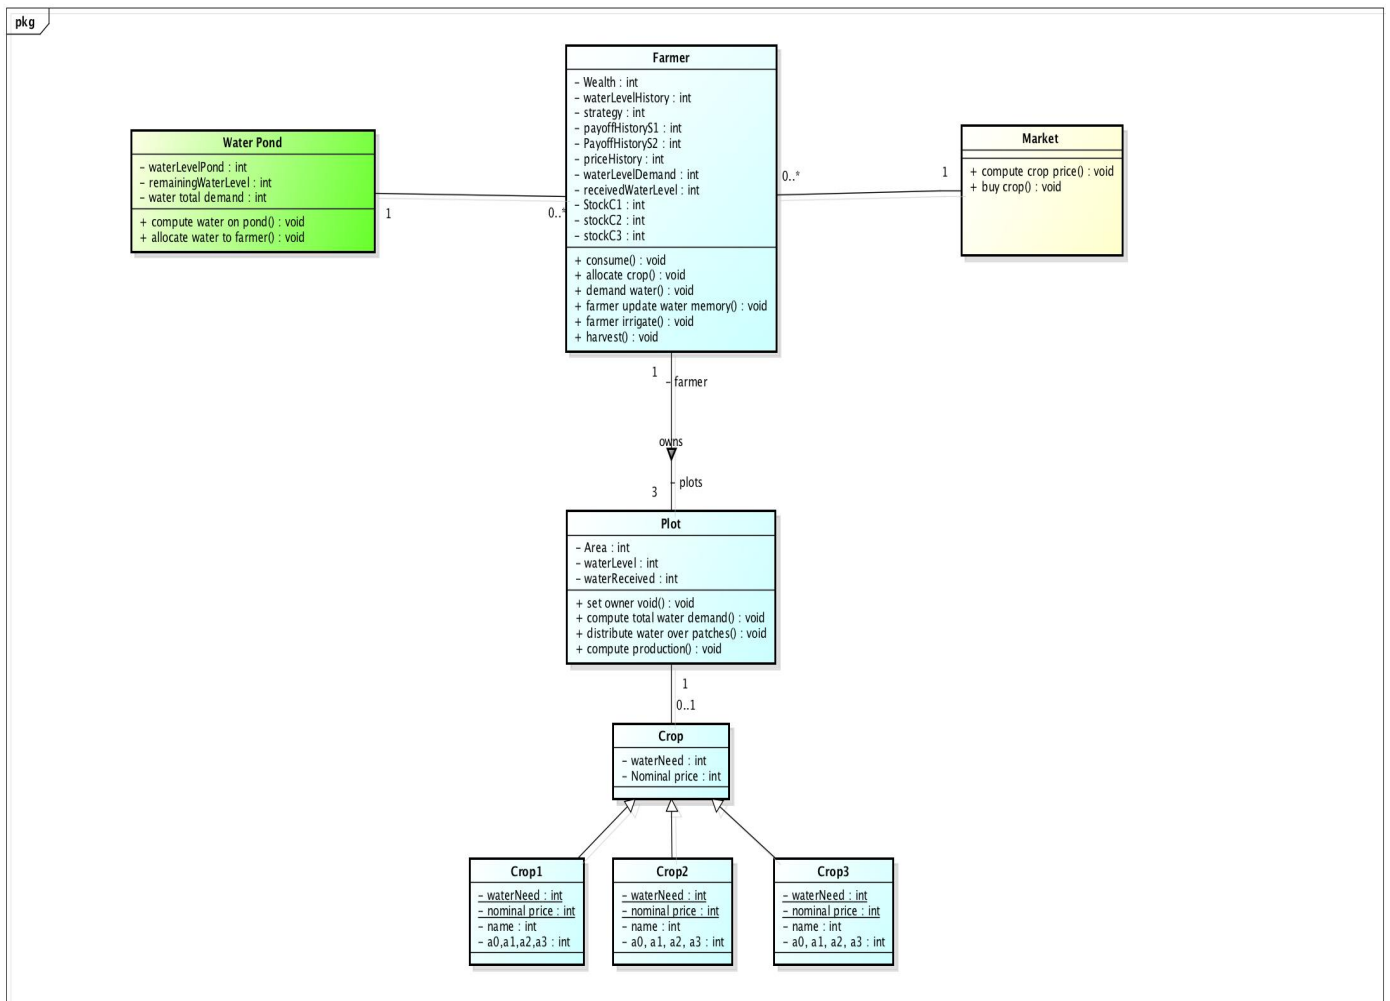 pkg
Farmer
– Wealth : int
– waterLevelHistory : int
– strategy : int
– payoffHistoryS1 : int
– PayoffHistoryS2 : int
– priceHistory : int
– waterLevelDemand : int
– receivedWaterLevel : int
– StockC1 : int
– stockC2 : int
– stockC3 : int
+ consume() : void
+ allocate crop() : void
+ demand water() : void
+ farmer update water memory() : void
+ farmer irrigate() : void
+ harvest() : void
Water Pond
– waterLevelPond : int
– remainingWaterLevel : int
– water total demand : int
+ compute water on pond() : void
+ allocate water to farmer() : void
1
0..*
Market
+ compute crop price() : void
+ buy crop() : void
0..*
1
1
– farmer
owns
– plots
3
Plot
– Area : int
– waterLevel : int
– waterReceived : int
+ set owner void() : void
+ compute total water demand() : void
+ distribute water over patches() : void
+ compute production() : void
1
0..1
Crop
– waterNeed : int
– Nominal price : int
Crop1
– waterNeed : int
– nominal price : int
– name : int
– a0,a1,a2,a3 : int
Crop2
– waterNeed : int
– nominal price : int
– name : int
– a0, a1, a2, a3 : int
Crop3
– waterNeed : int
– nominal price : int
– name : int
– a0, a1, a2, a3 : int